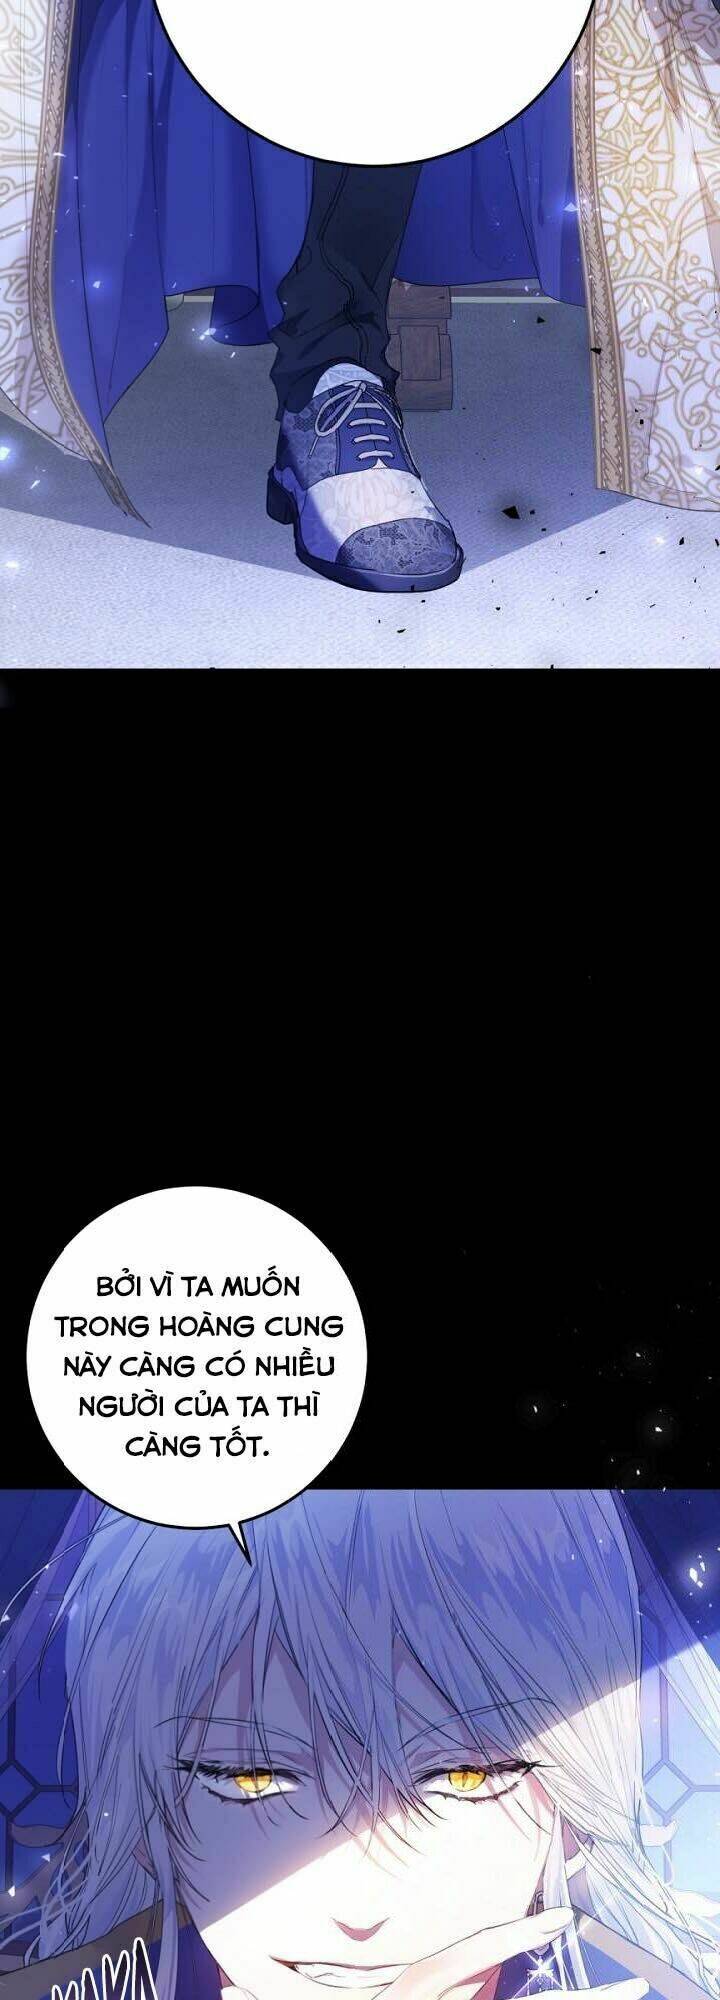 BỞI VÌ TA MUỐN
TRONG HOÀNG CUNG
NÀY CÀNG CÓ NHIỀU
NGƯỜI CỦA TA THÌ
CÀNG TỐT.